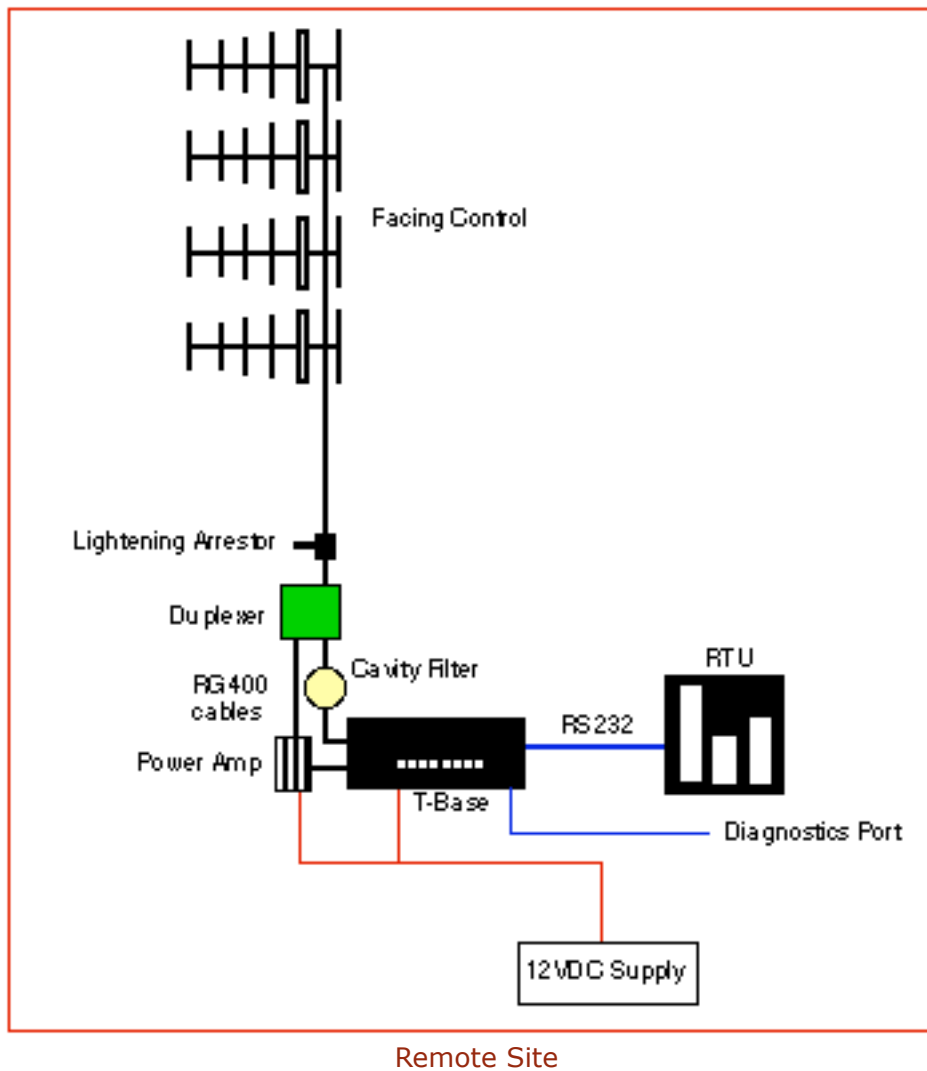 Facing Control
Lightening Arrestor
Duplexer
Cavity Filter
RG400
cables
RTU
RS232
Power Amp
T-Base
Diagnostics Port
12VDC Supply
Remote Site